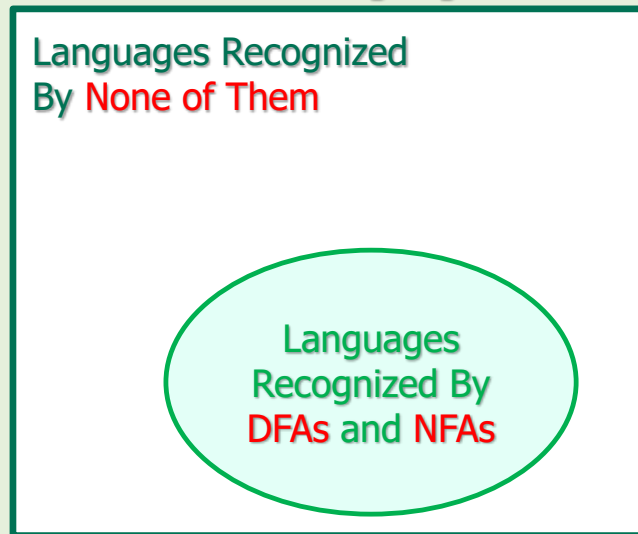 Languages Recognized
By None of Them
Languages
Recognized By
DFAs and NFAs